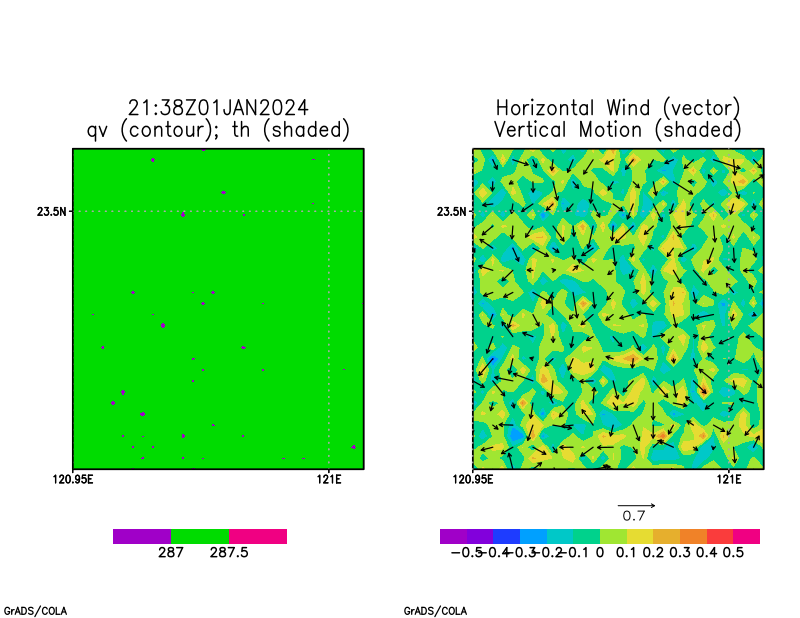 21:38Z01JAN2024
qv (contour); th (shaded)
23.5N
120.95E
121E
287
287.5
Horizontal Wind (vector)
Vertical Motion (shaded)
23.5N
120.95E
121E
0.7
-0.5 -0.4 -0.3 -0.2 -0.1 0 0.1 0.2 0.3 0.4 0.5
GrADS/COLA
GrADS/COLA